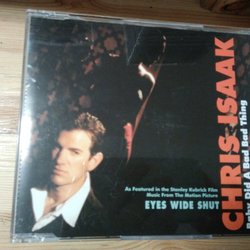 CHRIS ISAAK
Did A Bad Bad Thing
As Featured in the Stanley Kubrick Film
Music From The Motion Picture
EYES WIDE SHUT